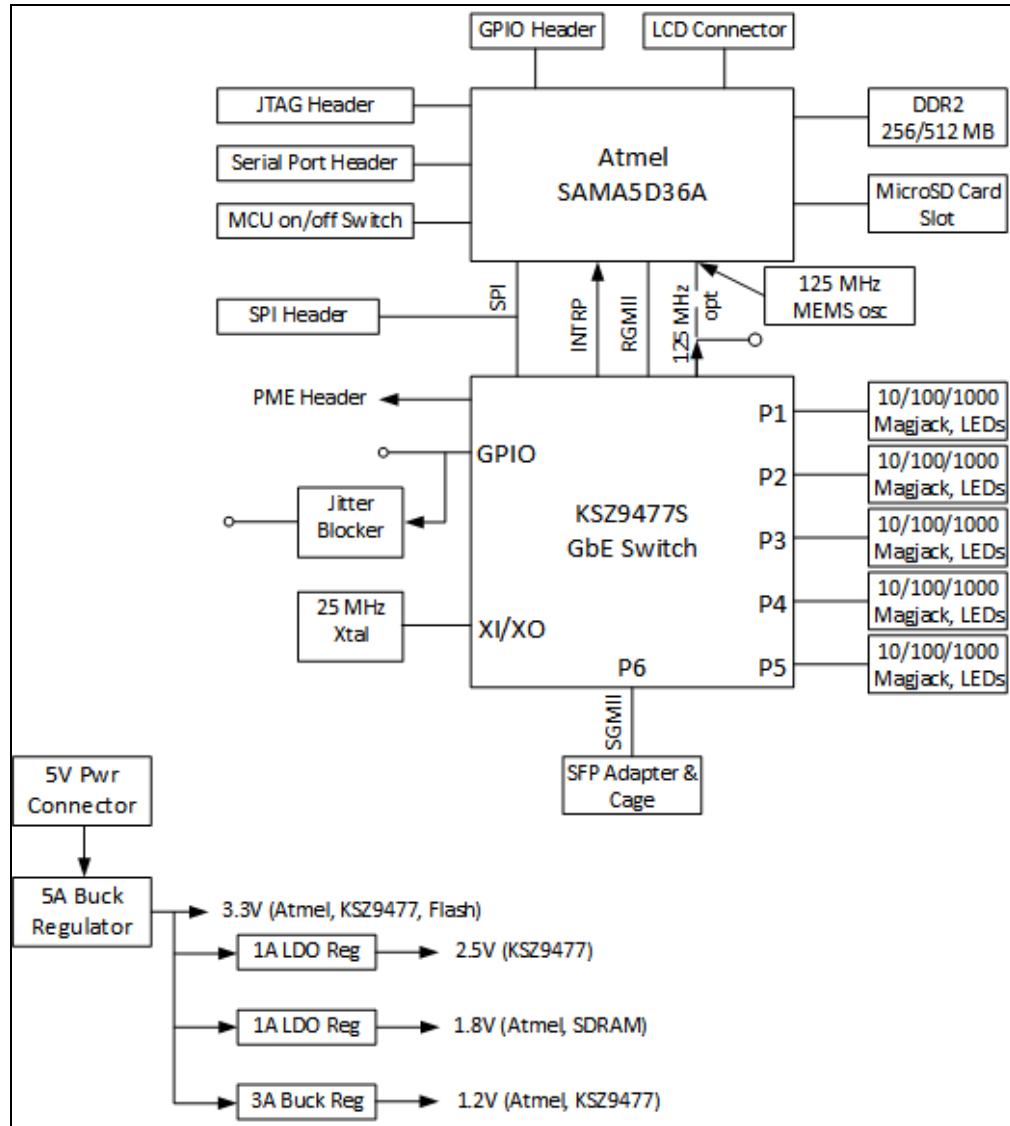 GPIO Header
LCD Connector
JTAG Header
Serial Port Header
MCU on/off Switch
Atmel
SAMA5D36A
DDR2
256/512 MB
MicroSD Card
Slot
125 MHz
MEMS osc
SPI Header
SPI
INTRP
RGMII
125 MHz
opt
PME Header
GPIO
Jitter
Blocker
25 MHz
Xtal
XI/XO
KSZ9477S
GbE Switch
P1
10/100/1000
Magjack, LEDs
P2
10/100/1000
Magjack, LEDs
P3
10/100/1000
Magjack, LEDs
P4
10/100/1000
Magjack, LEDs
P5
10/100/1000
Magjack, LEDs
P6
SGMII
SFP Adapter &
Cage
5V Pwr
Connector
5A Buck
Regulator
3.3V (Atmel, KSZ9477, Flash)
1A LDO Reg
2.5V (KSZ9477)
1A LDO Reg
1.8V (Atmel, SDRAM)
3A Buck Reg
1.2V (Atmel, KSZ9477)